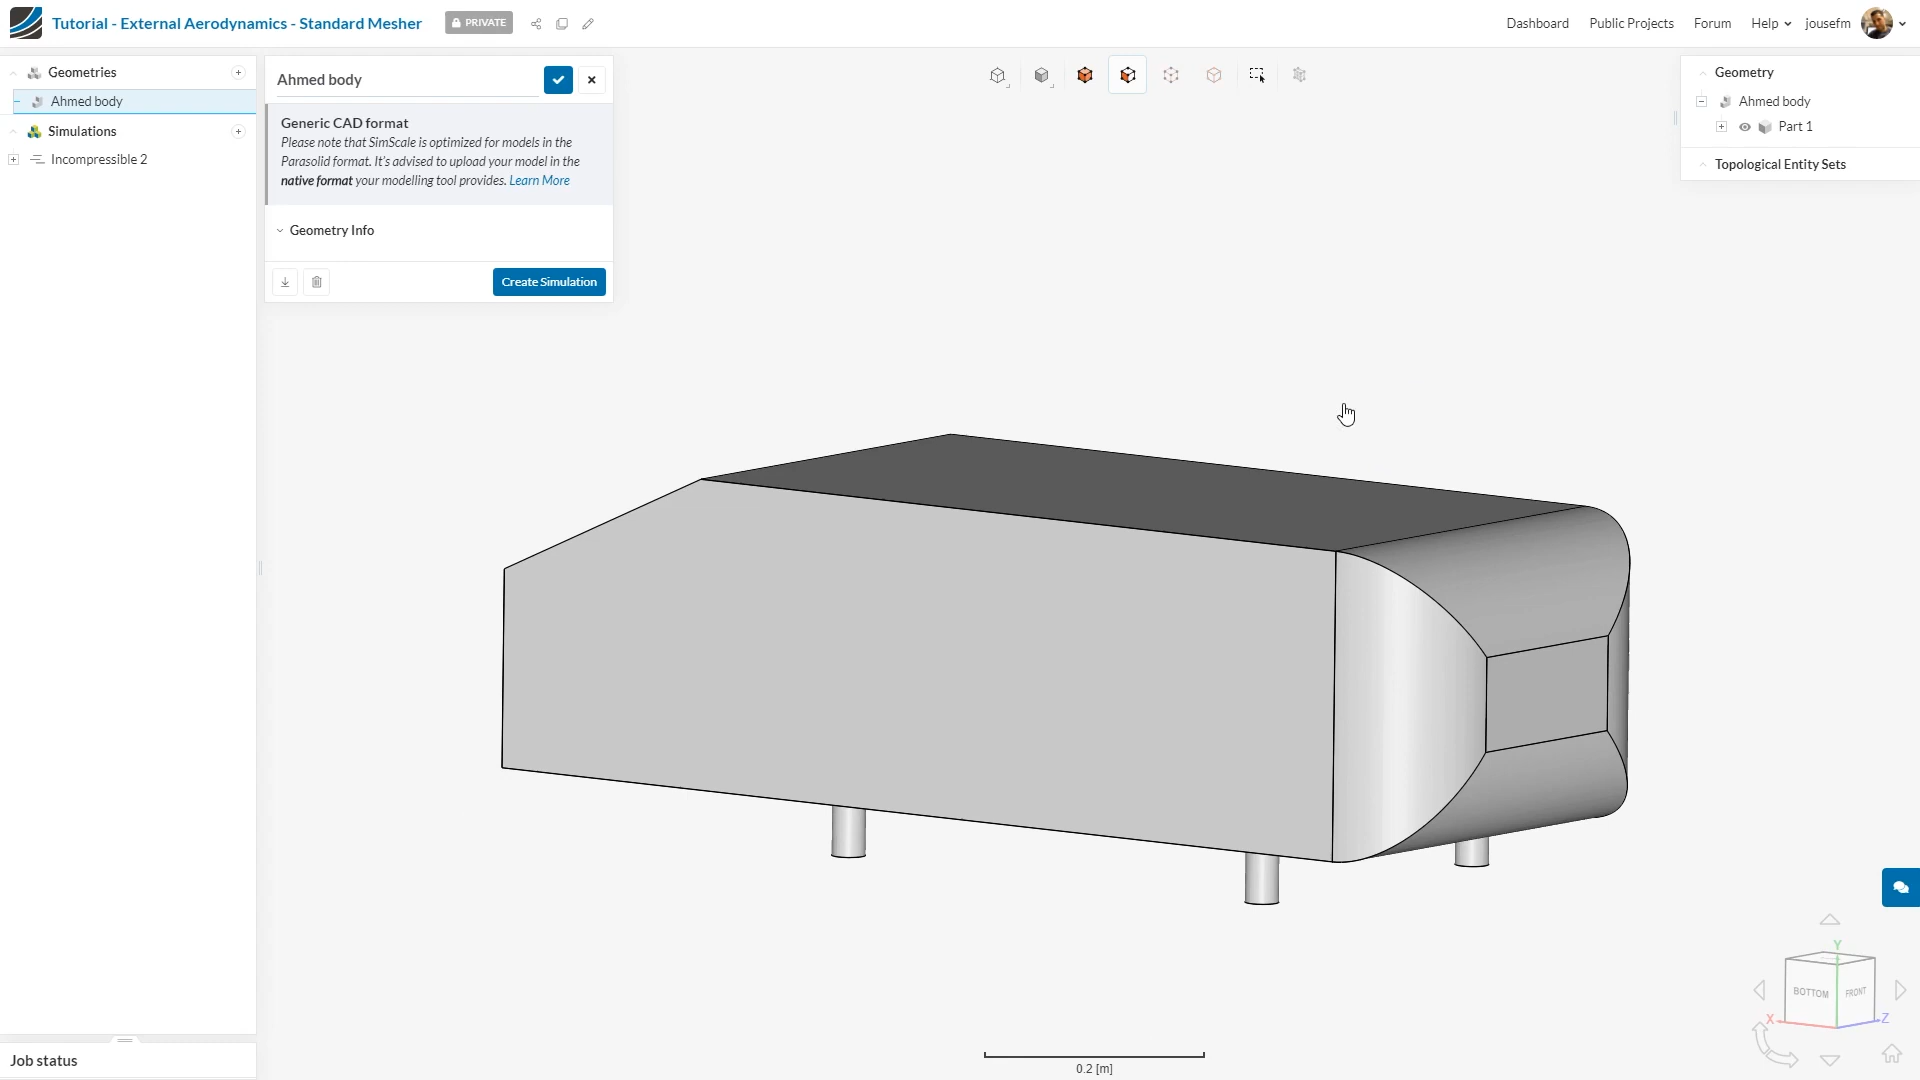 Tutorial - External Aerodynamics - Standard Mesher
PRIVATE
Dashboard
Public Projects
Forum
Help
jousefm
Geometries
Ahmed body
Simulations
Incompressible 2
Ahmed body
Generic CAD format
Please note that SimScale is optimized for models in the
Parasolid format. It's advised to upload your model in the
native format your modelling tool provides. Learn More
Geometry Info
Create Simulation
Geometry
Ahmed body
Part 1
Topological Entity Sets
Y
BOTTOM
FRONT
X
Z
0.2 [m]
Job status